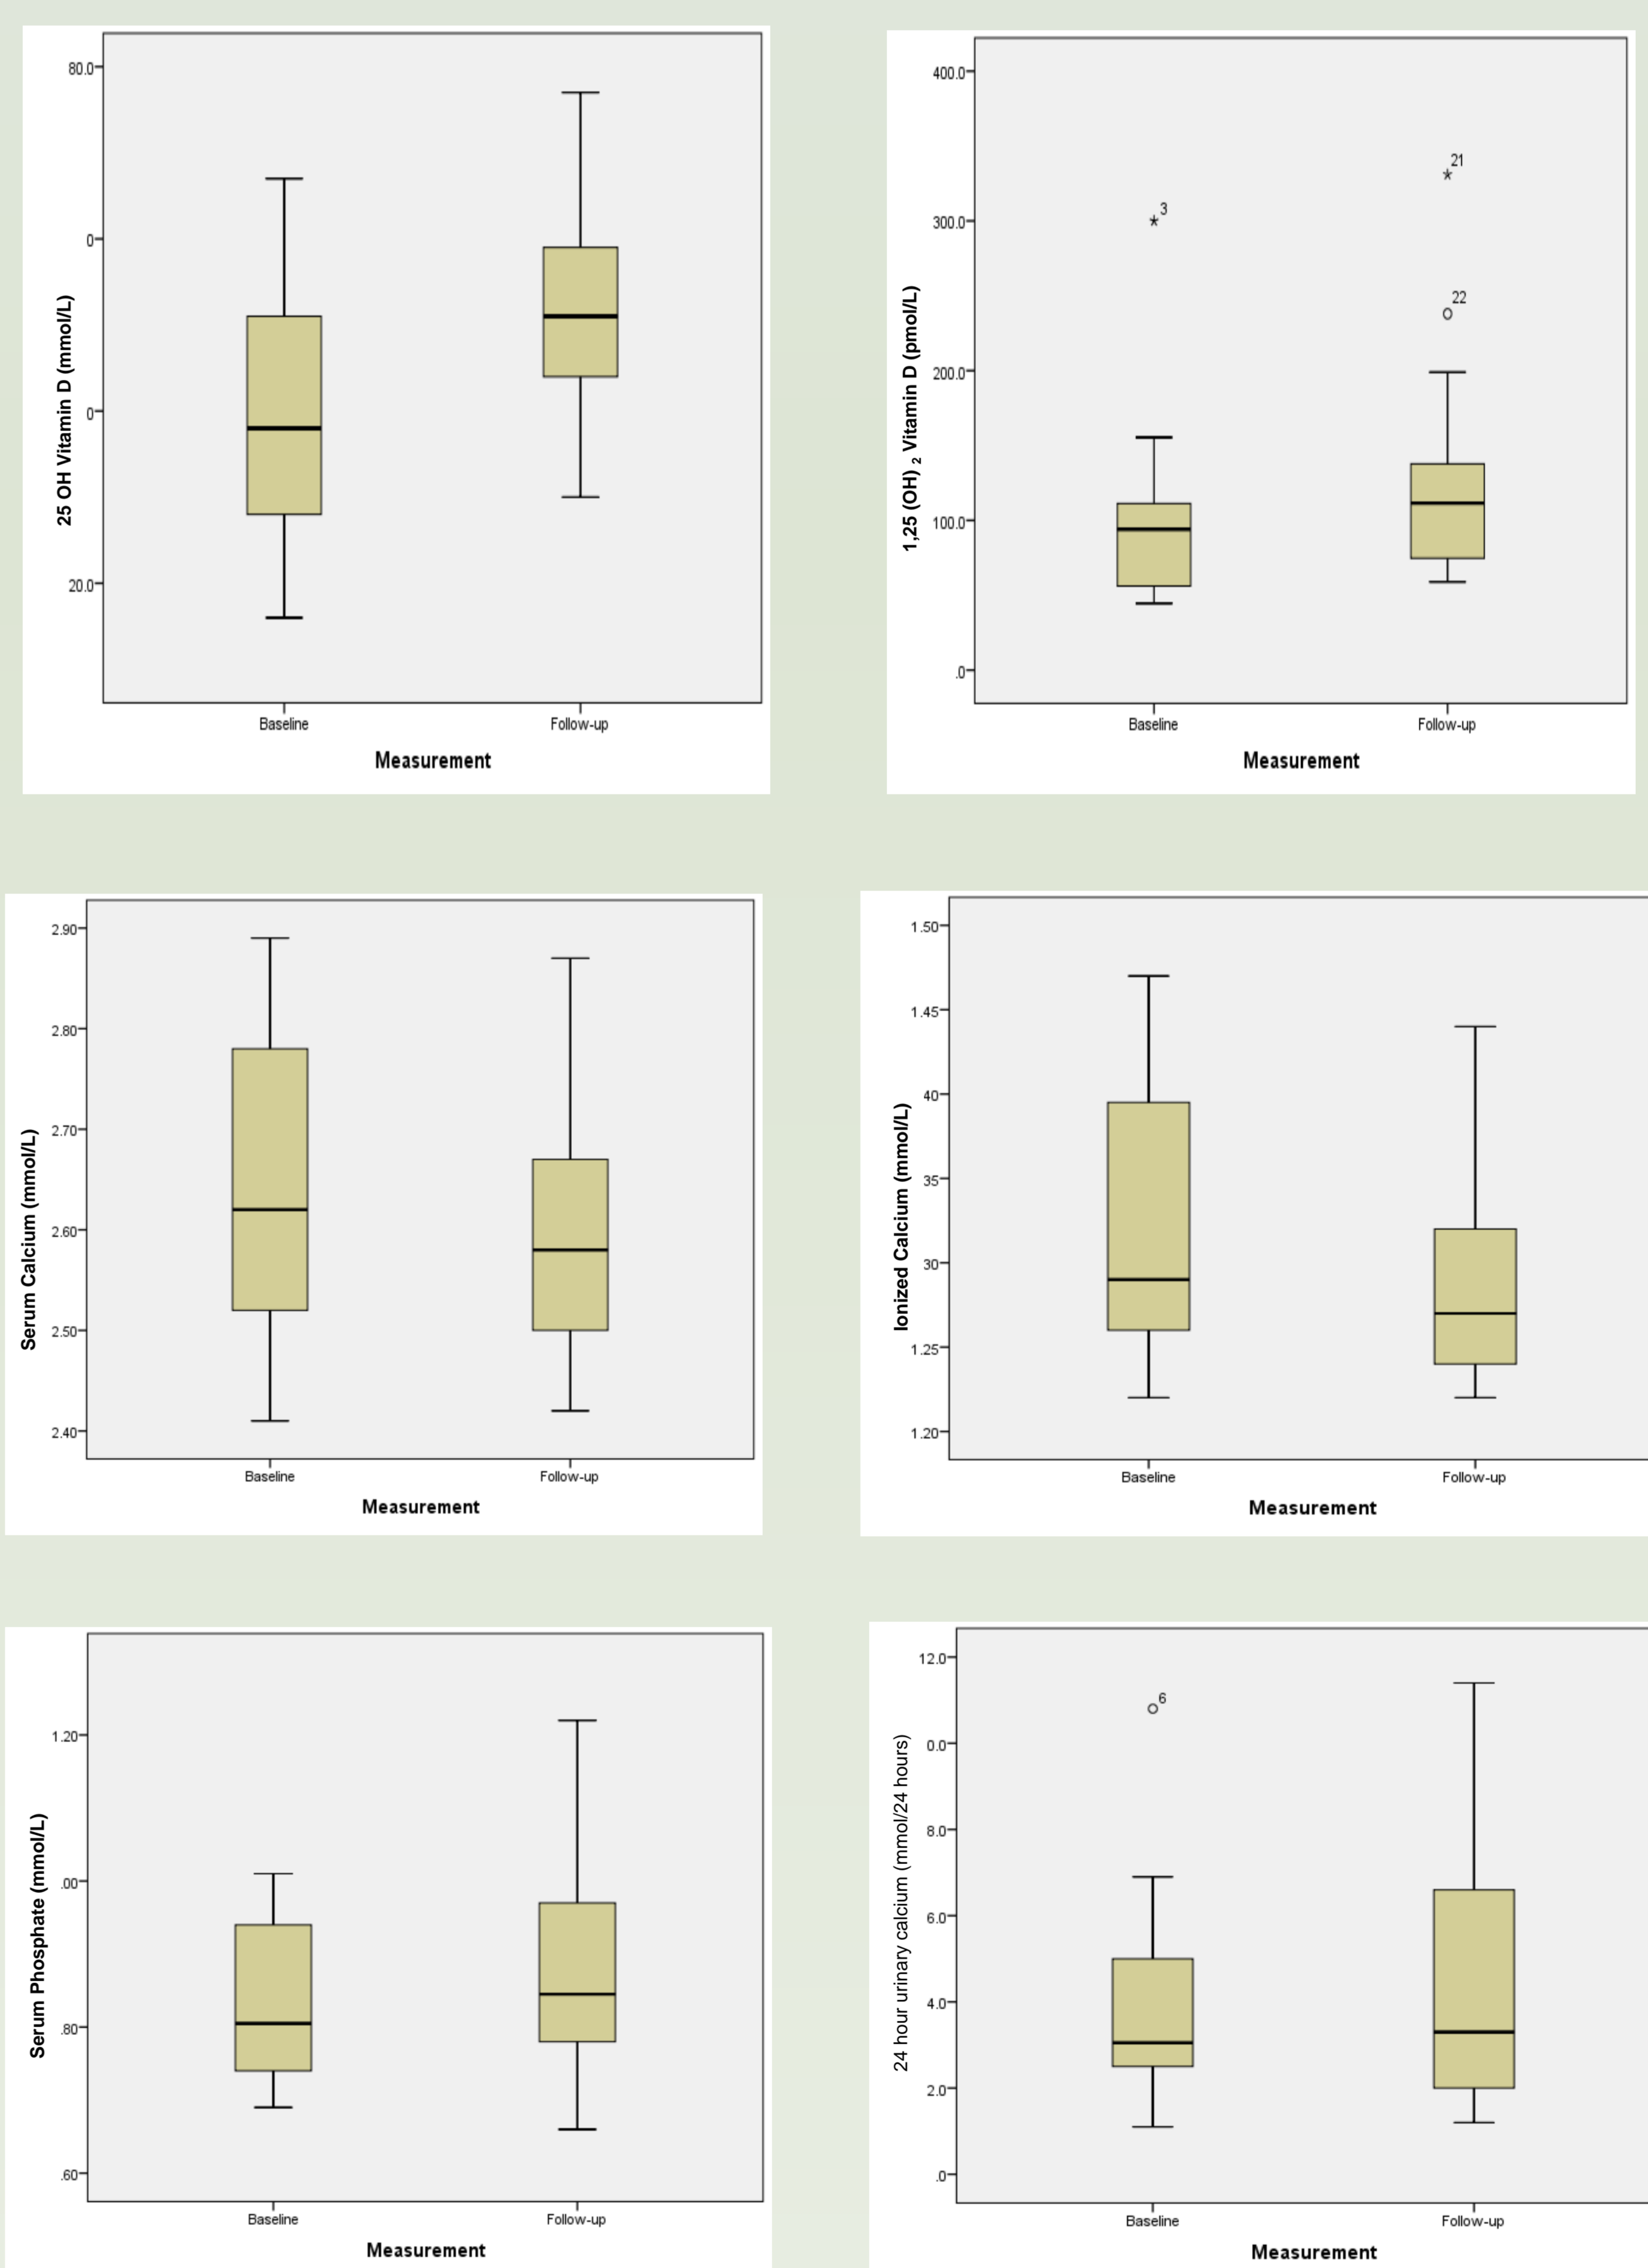 80.0
0
0
20.0
25 OH Vitamin D (mmol/L)
Baseline
Follow-up
Measurement
400.0
300.0
200.0
100.0
.0
1,25 (OH) 2 Vitamin D (pmol/L)
3
21
22
Baseline
Follow-up
Measurement
2.90
2.80
2.70
2.60
2.50
2.40
Serum Calcium (mmol/L)
Baseline
Follow-up
Measurement
1.50
1.45
40
35
30
1.25
1.20
Ionized Calcium (mmol/L)
Baseline
Follow-up
Measurement
1.20
.00
.80
.60
Serum Phosphate (mmol/L)
Baseline
Follow-up
Measurement
12.0
0.0
8.0
6.0
4.0
2.0
.0
24 hour urinary calcium (mmol/24 hours)
6
Baseline
Follow-up
Measurement